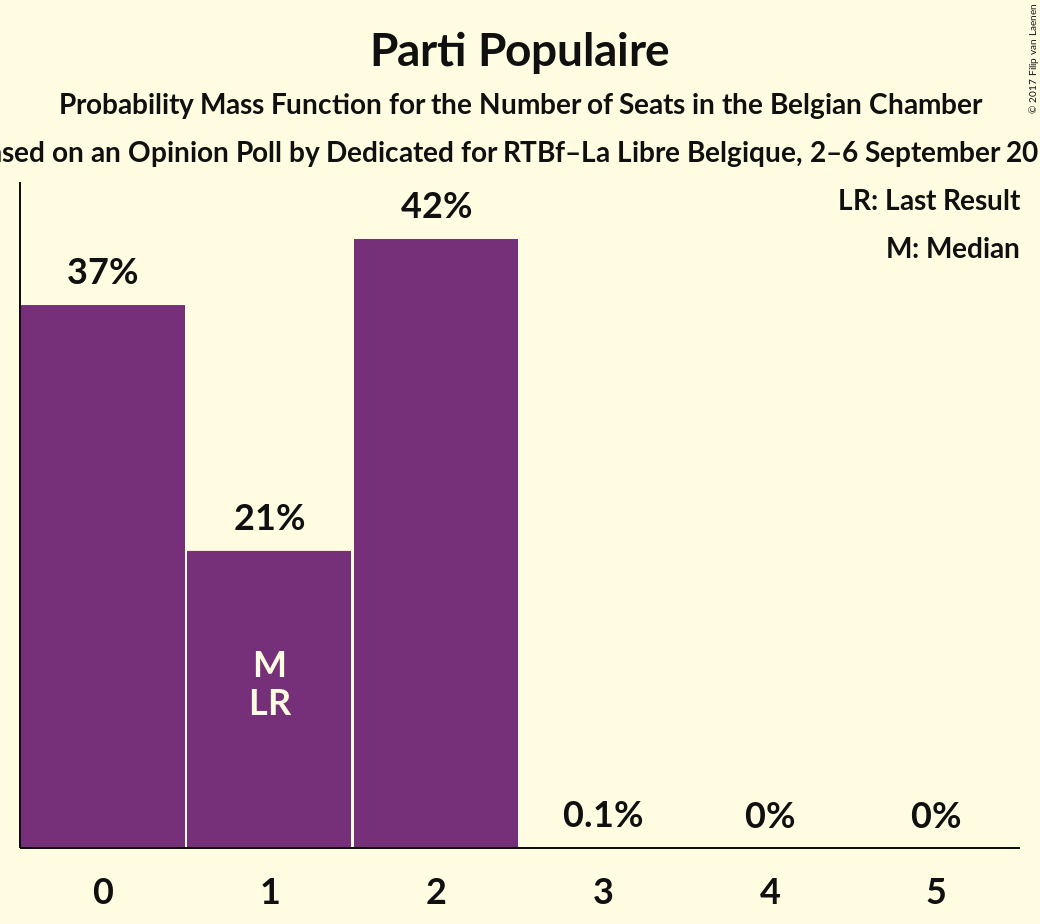 Parti Populaire
Probability Mass Function for the Number of Seats in the Belgian Chamber
on an Opinion Poll by Dedicated for RTBf–La Libre Belgique, 2–6 September
LR: Last Result
M: Median
42%
37%
21%
M
LR
0.1%
0%
0%
0
1
2
3
4
5
© 2017 Filip van Laenen